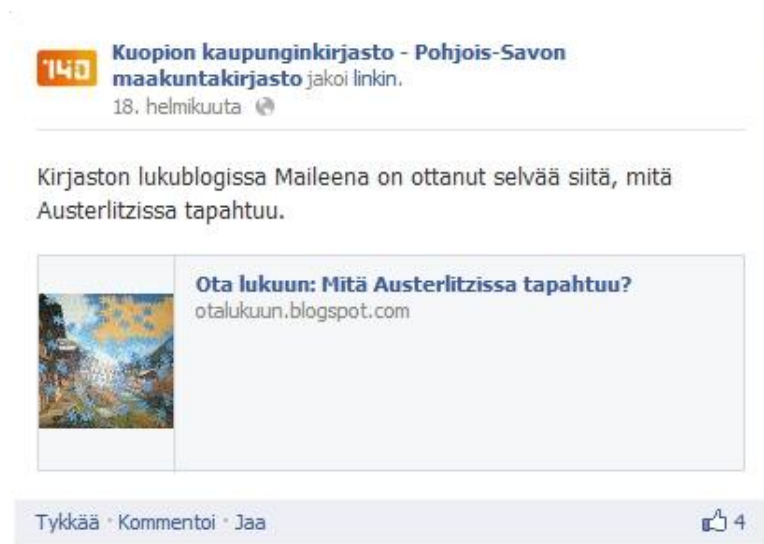 140
Kuopion kaupunginkirjasto - Pohjois-Savon
maakuntakirjasto jakoi linkin.
18. helmikuuta
Kirjaston lukublogissa Maileena on ottanut selvää siitä, mitä
Austerlitzissa tapahtuu.
Ota lukuun: Mitä Austerlitzissa tapahtuu?
otalukuun.blogspot.com
Tykkää · Kommentoi · Jaa
4